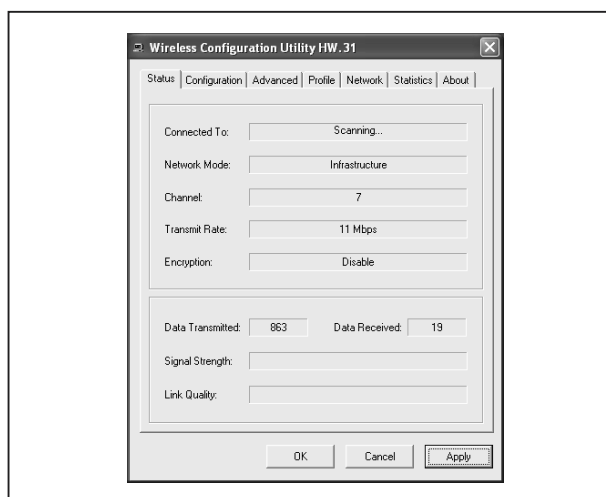 Wireless Configuration Utility HW.31
Status Configuration Advanced Profile Network Statistics About
Connected To: Scanning...
Network Mode: Infrastructure
Channel: 7
Transmit Rate: 11 Mbps
Encryption: Disable
Data Transmitted: 863 Data Received: 19
Signal Strength:
Link Quality:
OK Cancel Apply